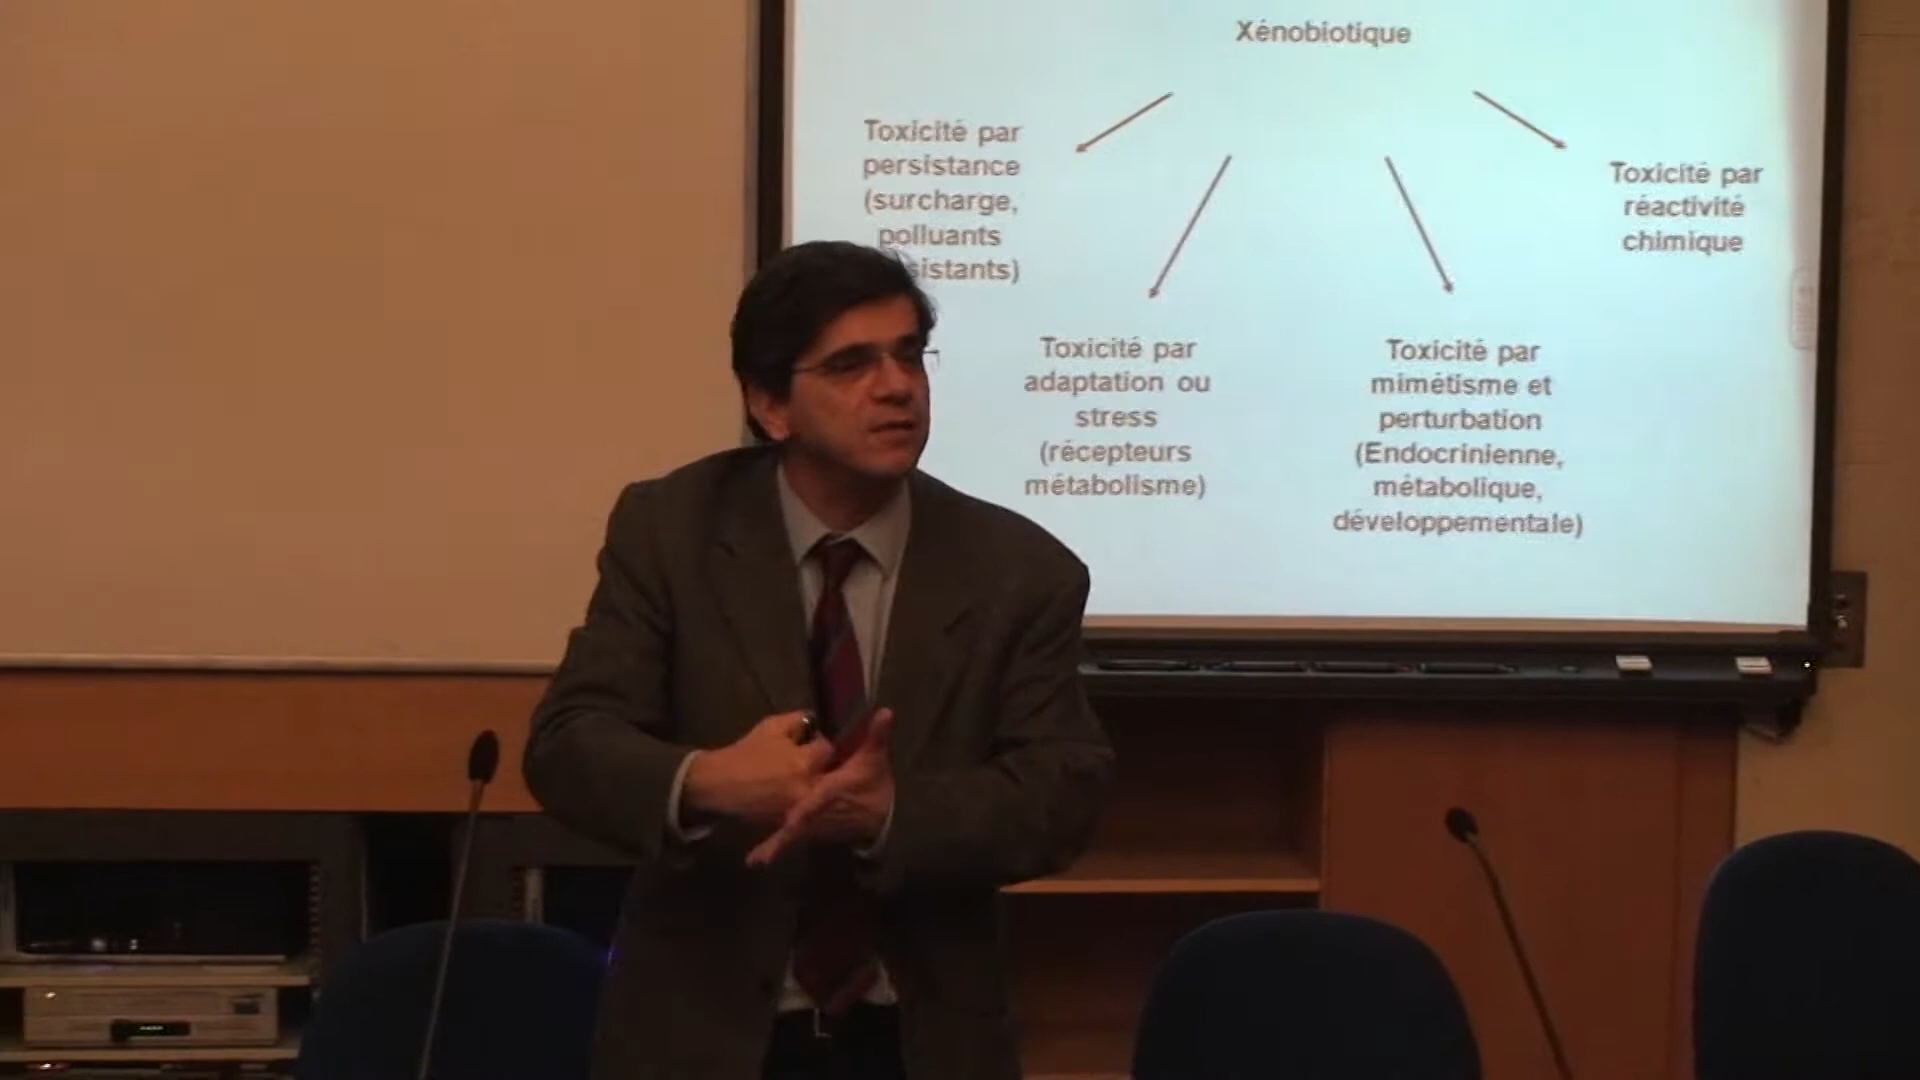 Xénobiotique
Toxicité par
persistance
(surcharge,
polluants
sistants)
Toxicité par
adaptation ou
stress
(récepteurs
métabolisme)
Toxicité par
mimétisme et
perturbation
(Endocrinienne,
métabolique,
développementale)
Toxicité par
réactivité
chimique